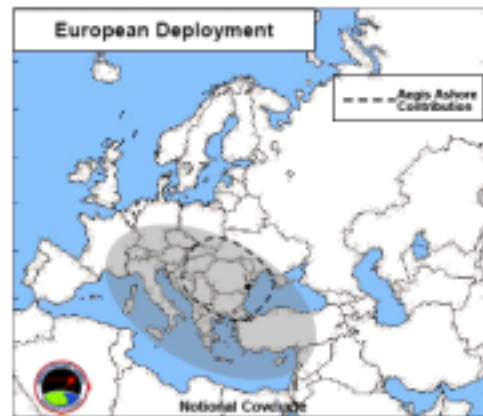 European Deployment
Aegis Ashore
Contribution
Notional Coverage